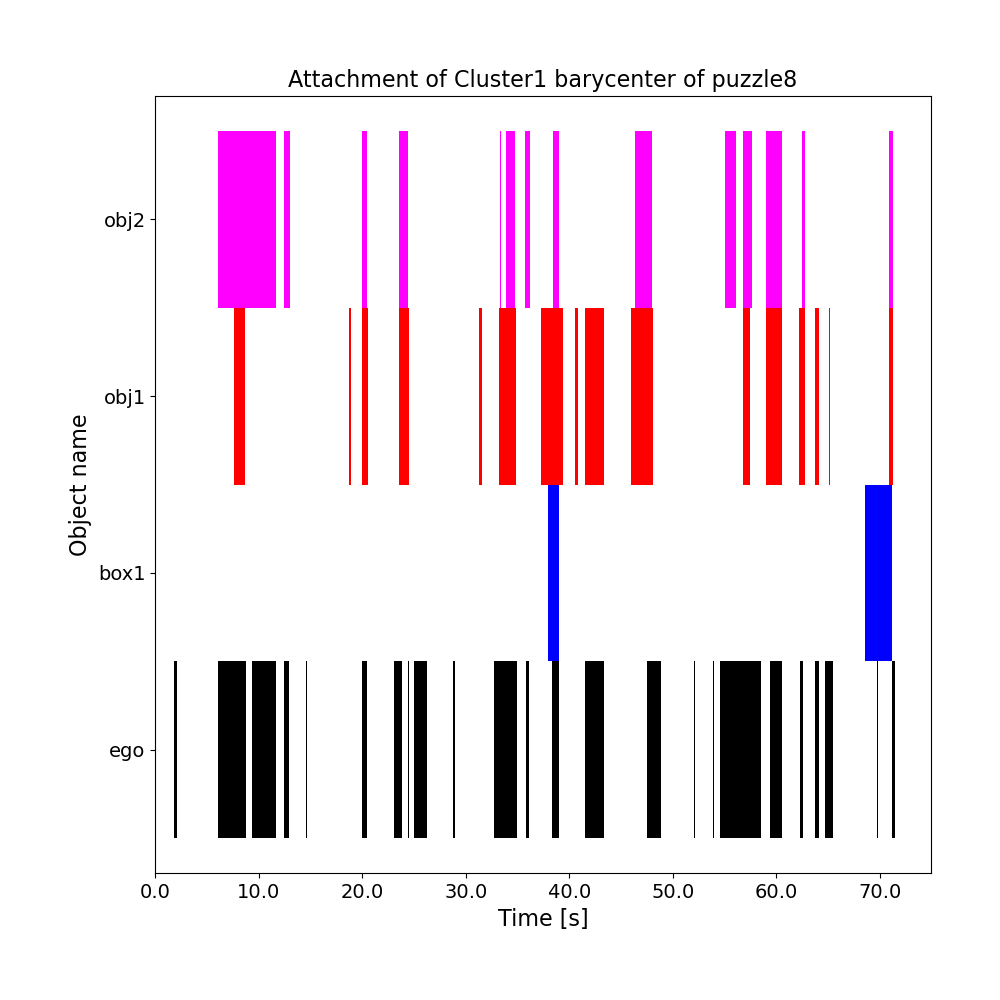 Attachment of Cluster1 barycenter of puzzle8
obj2
obj1
box1
ego
Object name
0.0 10.0 20.0 30.0 40.0 50.0 60.0 70.0
Time [s]